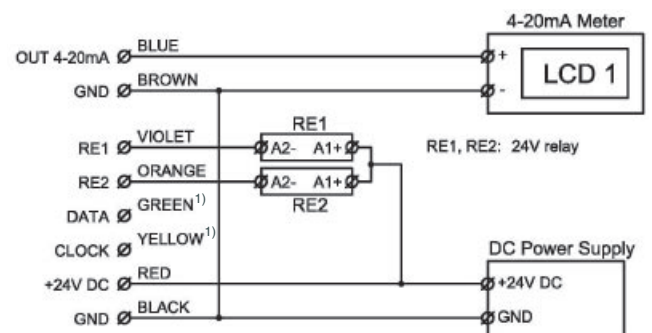 4-20mA Meter
OUT 4-20mA BLUE +
LCD 1
GND BROWN -
RE1
RE1 VIOLET A2- A1+ RE1, RE2: 24V relay
RE2 ORANGE A2- A1+
RE2
DATA GREEN1)
CLOCK YELLOW1)
DC Power Supply
+24V DC RED +24V DC
GND BLACK GND